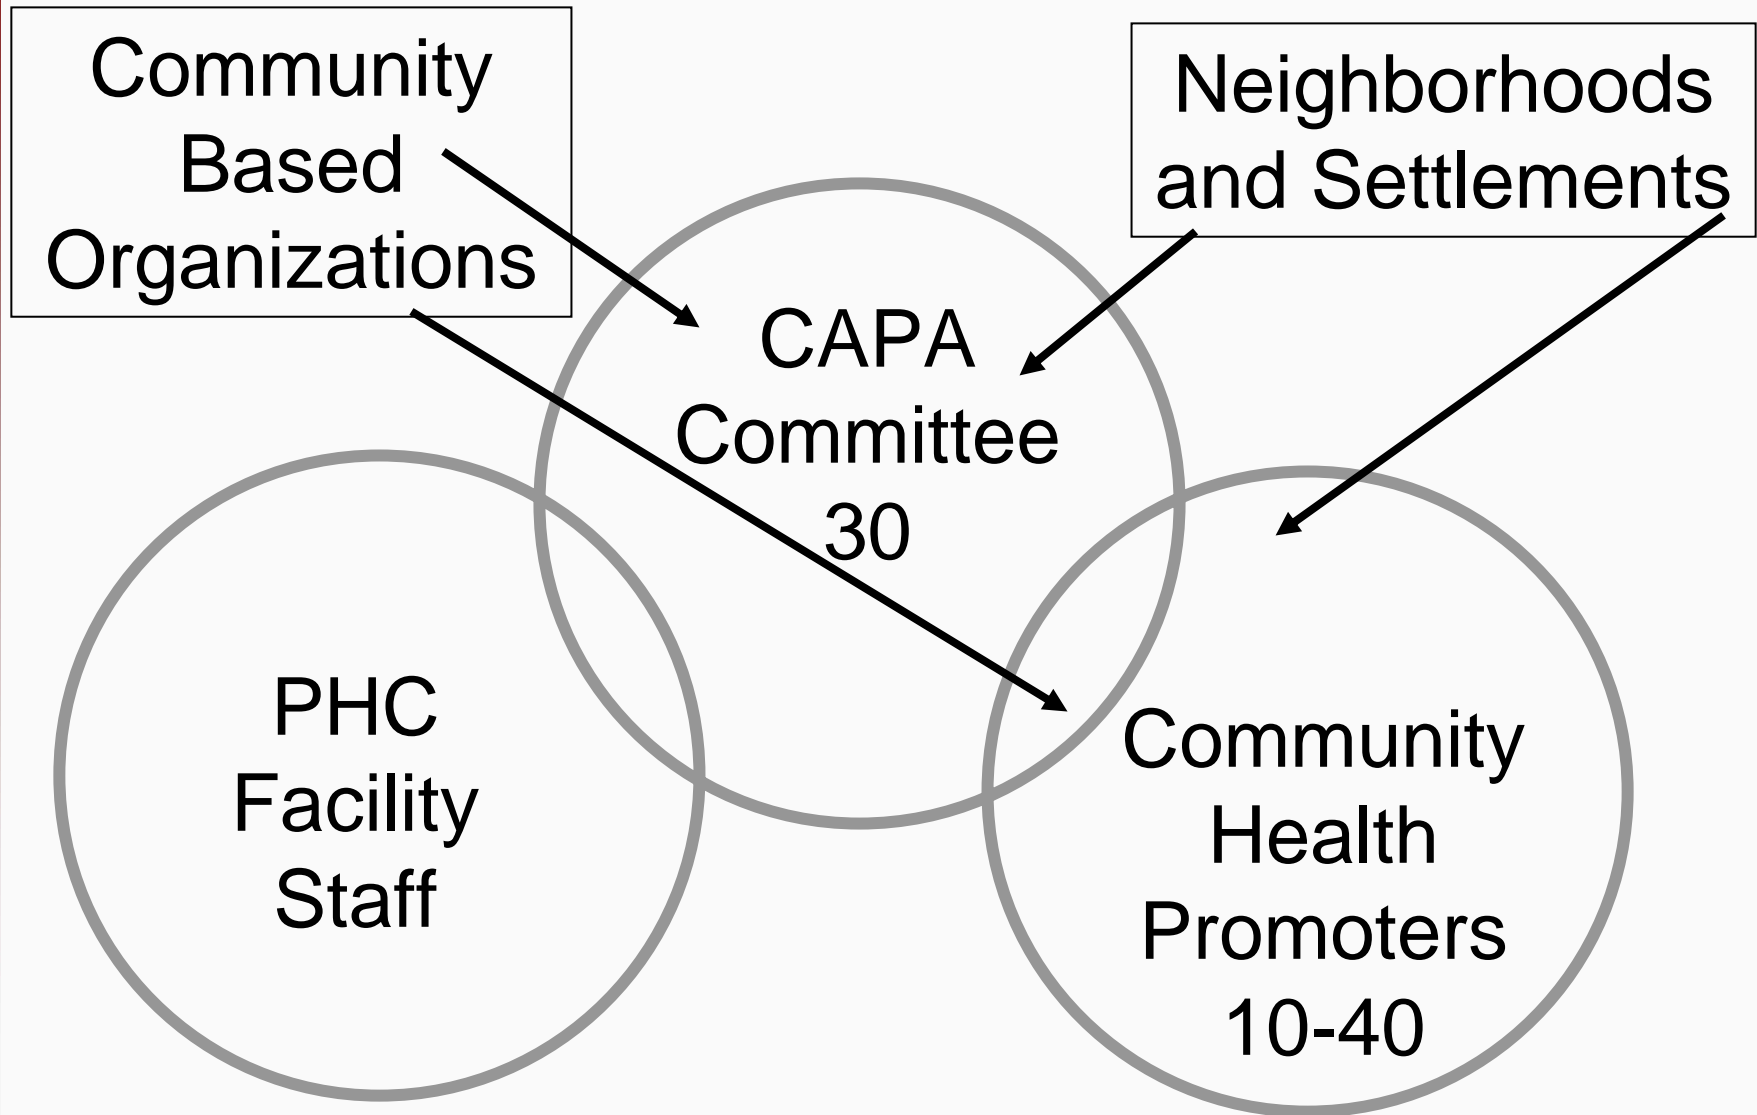 Community
Based
Organizations
Neighborhoods
and Settlements
CAPA
Committee
30
PHC
Facility
Staff
Community
Health
Promoters
10-40